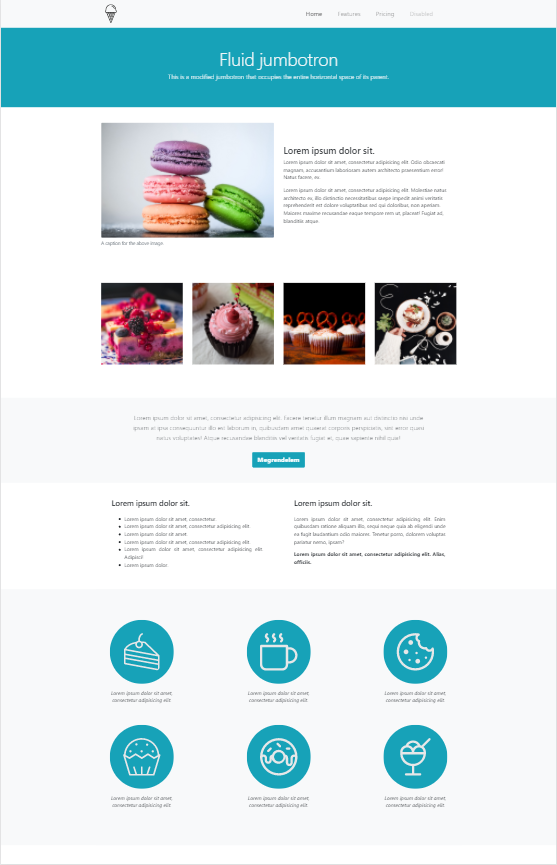 Home Features Pricing Disabled
Fluid jumbotron
This is a modified jumbotron that occupies the entire horizontal space of its parent.
Lorem ipsum dolor sit.
Lorem ipsum dolor sit amet, consectetur adipisicing elit. Odio obcaecati
magnam, accusantium laboriosam autem architecto praesentium error!
Natus facere, ex.
Lorem ipsum dolor sit amet, consectetur adipisicing elit. Molestiae natus
architecto ex, illo distinctio necessitatibus saepe impedit animi veritatis
reprehenderit est dolore voluptatibus sed qui doloribus, non aperiam.
Maiores maxime recusandae eaque tempore rem ut, placeat! Fugiat ad,
blanditiis atque.
A caption for the above image.
Lorem ipsum dolor sit amet, consectetur adipisicing elit. Facere tenetur illum magnam aut distinctio nisi unde
ipsam at ipsa consequuntur illo est laborum in, quibusdam amet quaerat corporis perspiciatis, sint error quasi
natus voluptates! Atque recusandae blanditiis vel veritatis fugiat et, quae sapiente nihil quia!
Megrendelem
Lorem ipsum dolor sit.
Lorem ipsum dolor sit amet, consectetur.
Lorem ipsum dolor sit amet, consectetur adipisicing elit.
Lorem ipsum dolor sit amet.
Lorem ipsum dolor sit amet, consectetur adipisicing elit.
Lorem ipsum dolor sit amet, consectetur adipisicing elit.
Adipisci!
Lorem ipsum dolor.
Lorem ipsum dolor sit.
Lorem ipsum dolor sit amet, consectetur adipisicing elit. Enim
quibusdam ratione aliquam illo, sequi neque quia ab eligendi unde
ea fugit laudantium odio maiores. Tenetur porro, dolorem voluptas
pariatur nemo, ipsam?
Lorem ipsum dolor sit amet, consectetur adipisicing elit. Alias,
officiis.
Lorem ipsum dolor sit amet,
consectetur adipisicing elit.
Lorem ipsum dolor sit amet,
consectetur adipisicing elit.
Lorem ipsum dolor sit amet,
consectetur adipisicing elit.
Lorem ipsum dolor sit amet,
consectetur adipisicing elit.
Lorem ipsum dolor sit amet,
consectetur adipisicing elit.
Lorem ipsum dolor sit amet,
consectetur adipisicing elit.